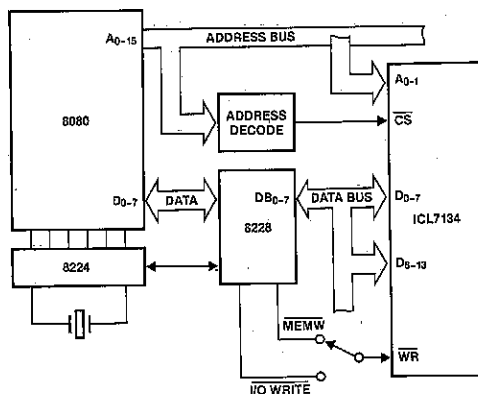 ADDRESS BUS
A0-15
A0-1
8080
ADDRESS
DECODE
CS
D0-7
DATA
DB0-7
DATA BUS
D0-7
ICL7134
8228
8224
D8-13
MEMW
WR
I/O WRITE